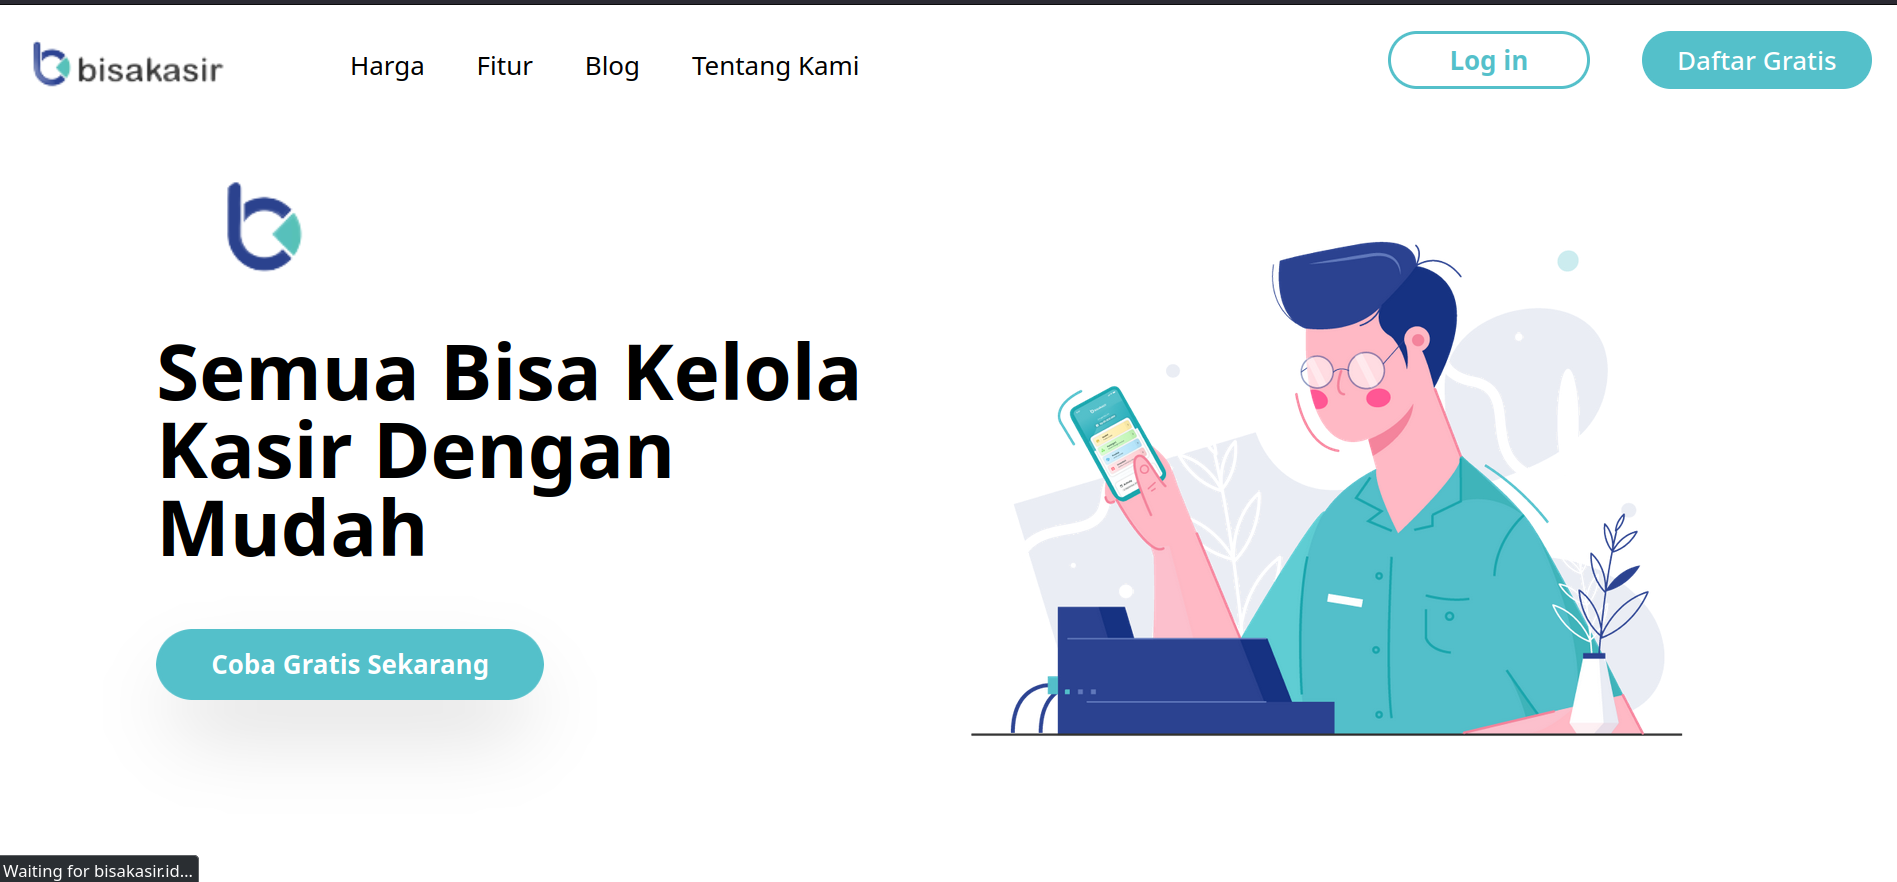 bisakasir
Harga
Fitur
Blog
Tentang Kami
Log in
Daftar Gratis
Semua Bisa Kelola
Kasir Dengan
Mudah
Coba Gratis Sekarang
Waiting for bisakasir.id...